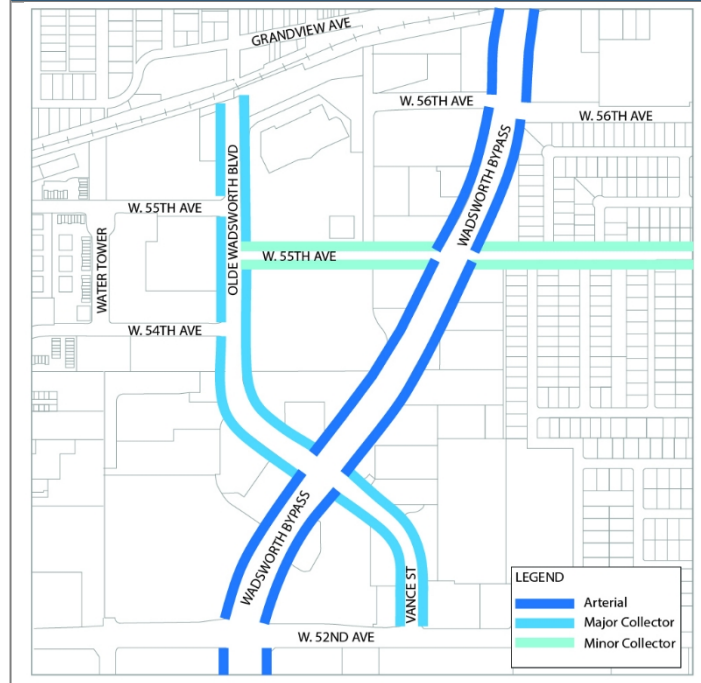 GRANDVIEW AVE
W. 56TH AVE
W. 56TH AVE
WADSWORTH BYPASS
OLDE WADSWORTH BLVD
W. 55TH AVE
W. 55TH AVE
WATER TOWER
W. 54TH AVE
WADSWORTH BYPASS
VANCE ST
W. 52ND AVE
LEGEND
Arterial
Major Collector
Minor Collector